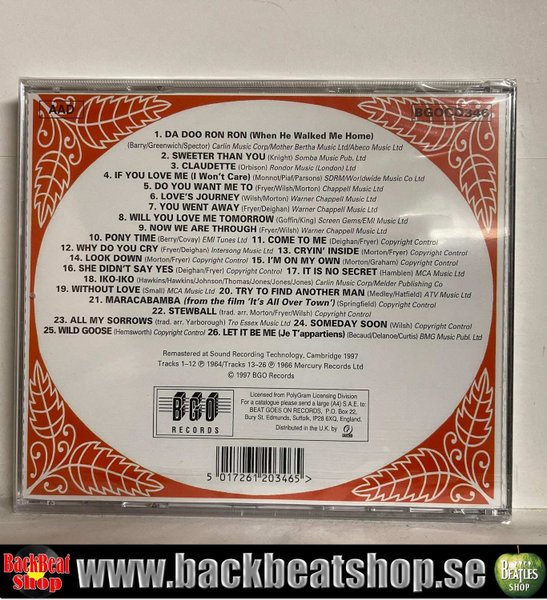 AAD
BGOCD346
1. DA DOO RON RON (When He Walked Me Home)
(Barry/Greenwich/Spector) Carlin Music Corp/Mother Bertha Music Ltd/Abeco Music Ltd
2. SWEETER THAN YOU (Knight) Somba Music Pub. Ltd
3. CLAUDETTE (Orbison) Rondor Music (London) Ltd
4. IF YOU LOVE ME (I Won't Care) (Monnot/Piaf/Parsons) SDRM/Worldwide Music Co Ltd
5. DO YOU WANT ME TO (Fryer/Wilsh/Morton) Chappell Music Ltd
6. LOVE'S JOURNEY (Fryer/Wilsh/Morton) Warner Chappell Music Ltd
7. YOU WENT AWAY (Fryer/Deighan) Warner Chappell Music Ltd
8. WILL YOU LOVE ME TOMORROW (Goffin/King) Screen Gems/EMI Music Ltd
9. NOW WE ARE THROUGH (Fryer/Wilsh) Warner Chappell Music Ltd
10. PONY TIME (Berry/Covay) EMI Tunes Ltd 11. COME TO ME (Deighan/Fryer) Copyright Control
12. WHY DO YOU CRY (Deighan/Fryer) Intersong Music Ltd 13. CRYIN' INSIDE (Morton) Copyright Control
14. LOOK DOWN (Morton/Fryer) Copyright Control 15. I'M ON MY OWN (Morton/Graham) Copyright Control
16. SHE DIDN'T SAY YES (Deighan/Fryer) Copyright Control 17. IT IS NO SECRET (Hamblen) MCA Music Ltd
18. IKO-IKO (Hawkins/Hawkins/Johnson/Thomas/Jones/Jones/Jones) Carlin Music Corp/Melder Publishing Co
19. WITHOUT LOVE (Small) MCA Music Ltd 20. TRY TO FIND ANOTHER MAN (Medley/Hatfield) ATV Music Ltd
21. MARACABAMBA (from the film 'It's All Over Town') (Springfield) Copyright Control
22. STEWBALL (trad. arr. Morton/Fryer/Wilsh) Copyright Control
23. ALL MY SORROWS (trad. arr. Yarborough) Tro Essex Music Ltd 24. SOMEDAY SOON (Wilsh) Copyright Control
25. WILD GOOSE (Hemsworth) Copyright Control 26. LET IT BE ME (Je T'appartiens) (Becaud/Delanoe/Curtis) BMG Music Publ. Ltd
Remastered at Sound Recording Technology, Cambridge 1997
Tracks 1–12 ℗ 1964/Tracks 13–26 ℗ 1966 Mercury Records Ltd
© 1997 BGO Records
BGO
RECORDS
Licensed from PolyGram Licensing Division
For a catalogue please send a large (A4) S.A.E. to:
BEAT GOES ON RECORDS, P.O. Box 22,
Bury St. Edmunds, Suffolk, IP28 6XQ, England.
Distributed in the U.K. by
5 017261 203465 >
BackBeat
Shop
www.backbeatshop.se
BEATLES
SHOP